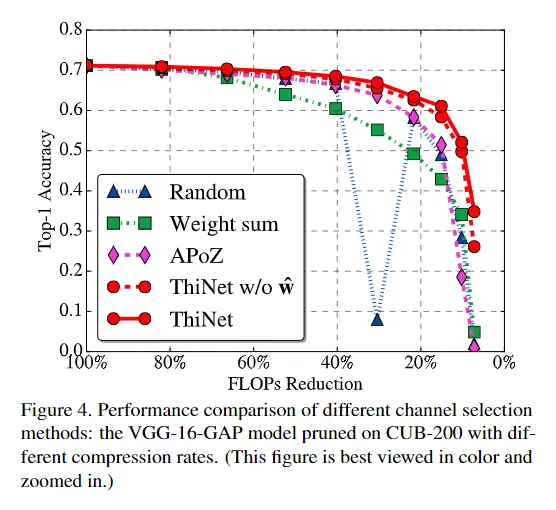 0.8
0.7
0.6
0.5
0.4
0.3
0.2
0.1
0.0
Top-1 Accuracy
Random
Weight sum
APoZ
ThiNet w/o ŵ
ThiNet
100% 80% 60% 40% 20% 0%
FLOPs Reduction
Figure 4. Performance comparison of different channel selection
methods: the VGG-16-GAP model pruned on CUB-200 with dif-
ferent compression rates. (This figure is best viewed in color and
zoomed in.)